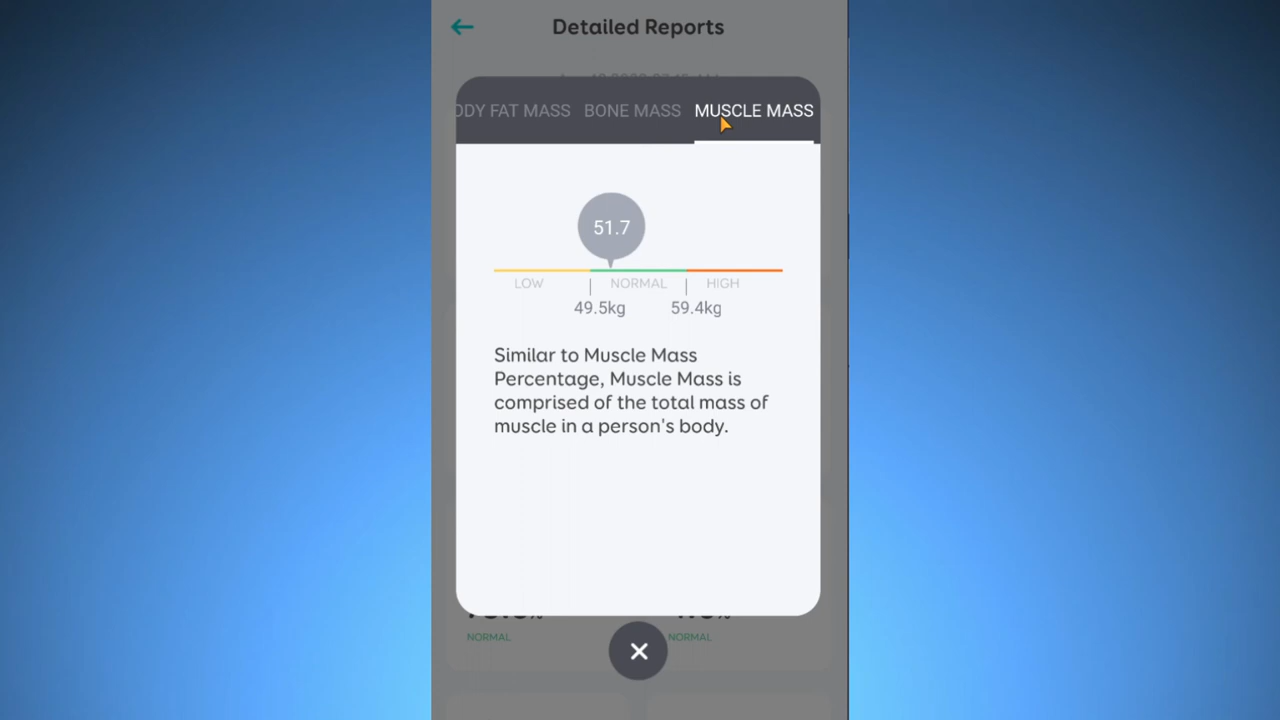 Detailed Reports
ODY FAT MASS BONE MASS MUSCLE MASS
51.7
LOW NORMAL HIGH
49.5kg 59.4kg
Similar to Muscle Mass
Percentage, Muscle Mass is
comprised of the total mass of
muscle in a person's body.
NORMAL NORMAL